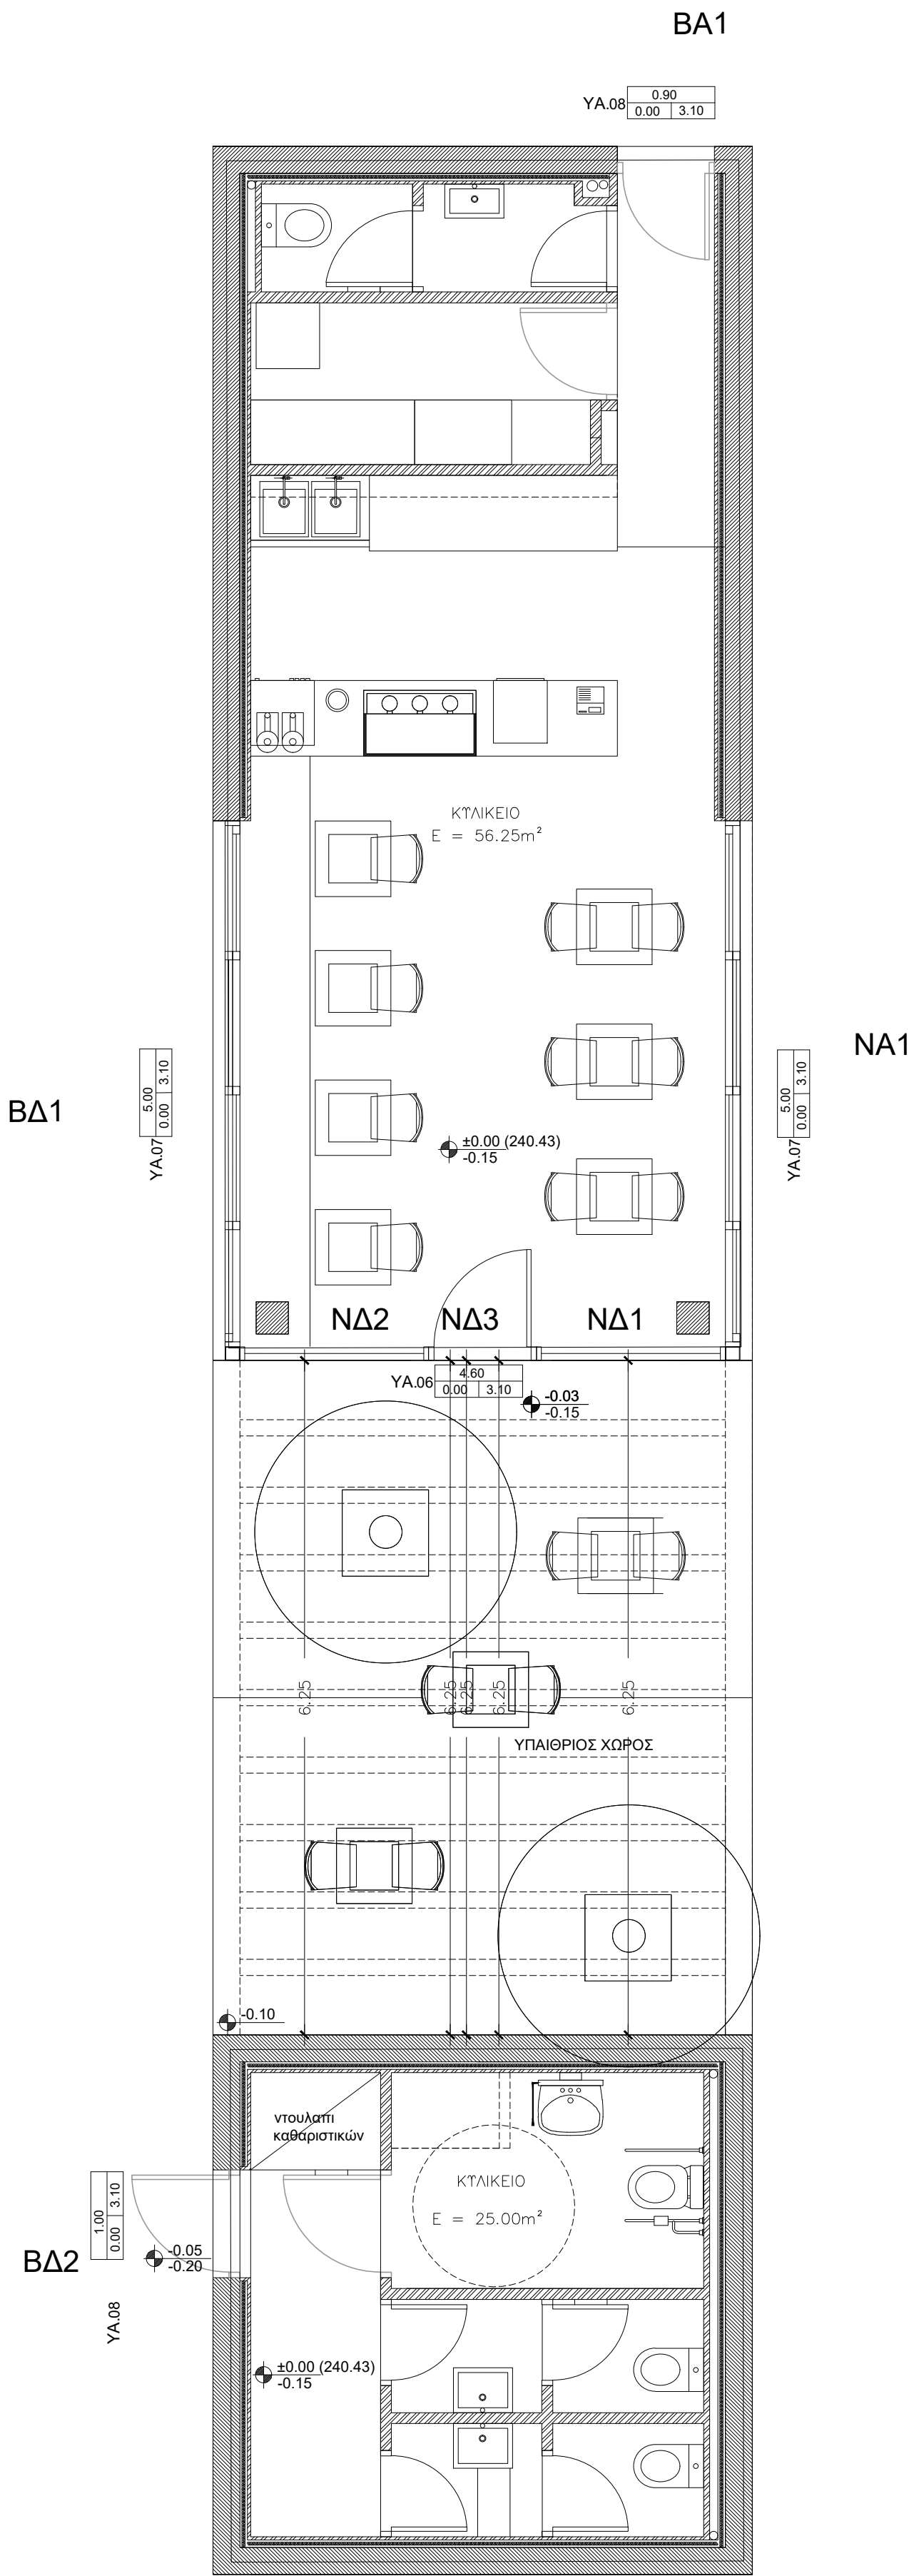 ΒΑ1
ΥΑ.08
0.90
0.00 3.10
ΚΥΛΙΚΕΙΟ
Ε = 56.25m²
ΝΑ1
5.00
0.00 3.10
ΥΑ.07
5.00
0.00 3.10
ΥΑ.07
ΒΔ1
±0.00 (240.43)
-0.15
ΝΔ2
ΝΔ3
ΝΔ1
ΥΑ.06
4.60
0.00 3.10
-0.03
-0.15
6.25
6.25
6.25
6.25
6.25
ΥΠΑΙΘΡΙΟΣ ΧΩΡΟΣ
-0.10
ντουλαπι
καθαριστικών
ΚΥΛΙΚΕΙΟ
Ε = 25.00m²
1.00
0.00 3.10
ΥΑ.08
ΒΔ2
-0.05
-0.20
±0.00 (240.43)
-0.15